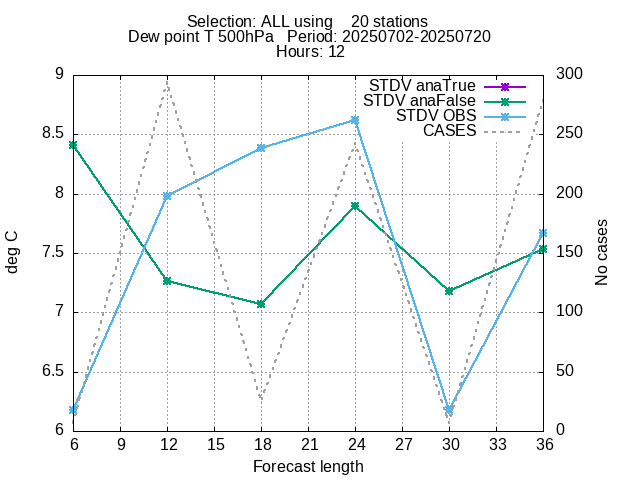 Selection: ALL using    20 stations
Dew point T 500hPa   Period: 20250702-20250720
Hours: 12
STDV anaTrue
STDV anaFalse
STDV OBS
CASES
9
8.5
8
7.5
7
6.5
6
deg C
300
250
200
150
100
50
0
No cases
6 9 12 15 18 21 24 27 30 33 36
Forecast length